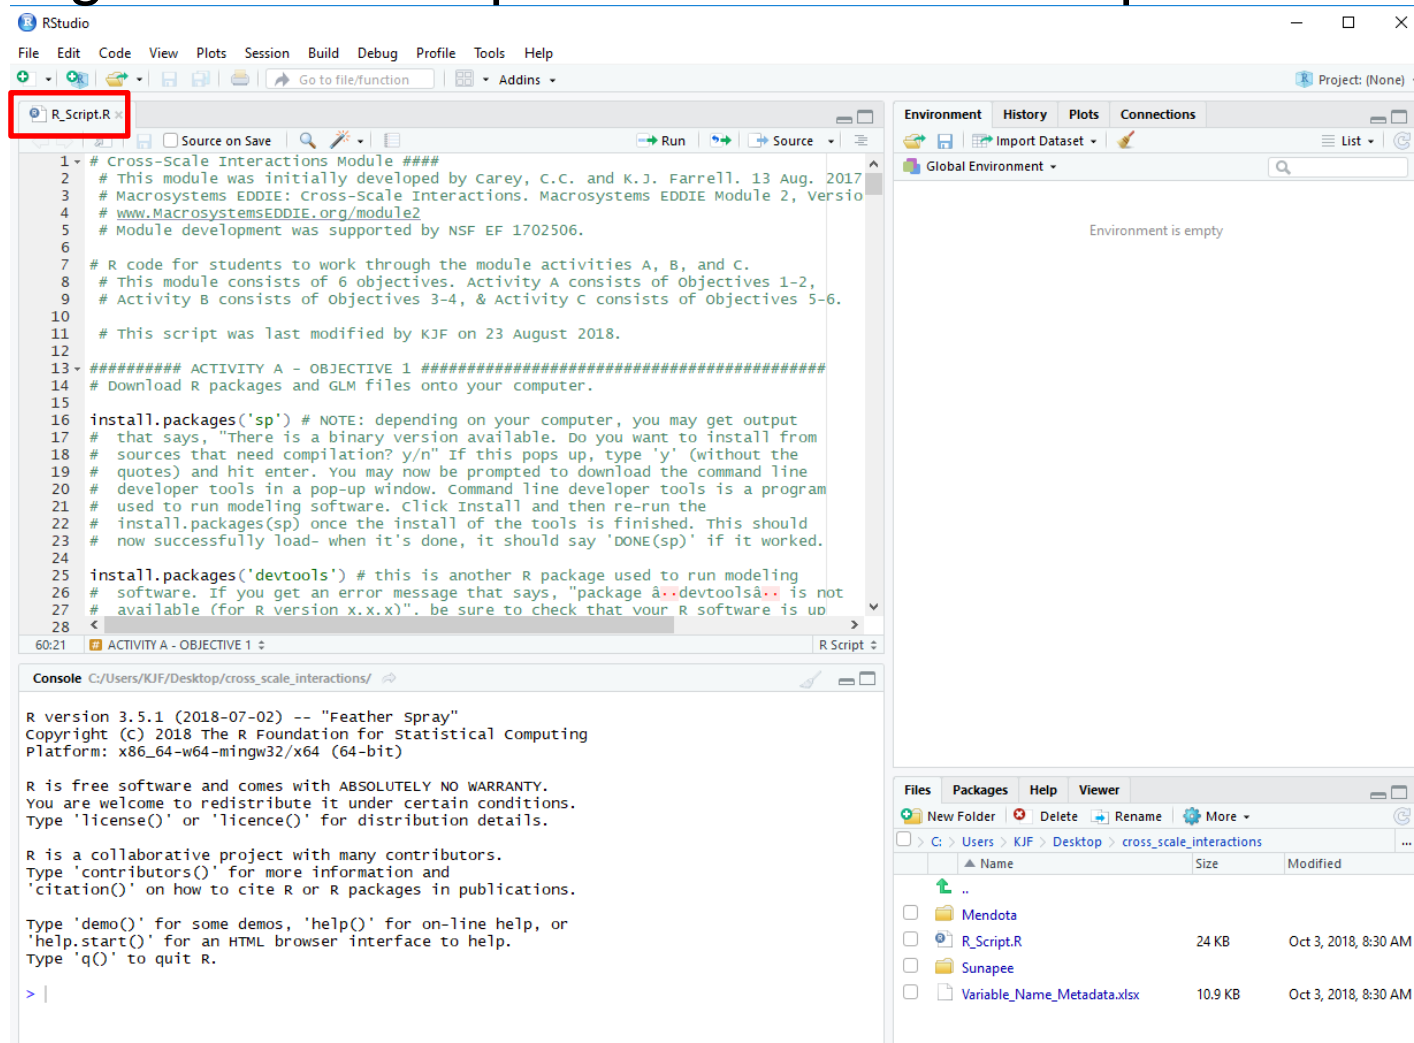 RStudio
File Edit Code View Plots Session Build Debug Profile Tools Help
Go to file/function Addins Project: (None)
R_Script.R
Source on Save Run Source
1 # Cross-Scale Interactions Module ####
2 # This module was initially developed by Carey, C.C. and K.J. Farrell. 13 Aug. 2017
3 # Macrosystems EDDIE: Cross-Scale Interactions. Macrosystems EDDIE Module 2, Versio
4 # www.MacrosystemsEDDIE.org/module2
5 # Module development was supported by NSF EF 1702506.
6
7 # R code for students to work through the module activities A, B, and C.
8 # This module consists of 6 objectives. Activity A consists of Objectives 1-2,
9 # Activity B consists of Objectives 3-4, & Activity C consists of Objectives 5-6.
10
11 # This script was last modified by KJF on 23 August 2018.
12
13 ########## ACTIVITY A - OBJECTIVE 1 ############################################
14 # Download R packages and GLM files onto your computer.
15
16 install.packages('sp') # NOTE: depending on your computer, you may get output
17 # that says, "There is a binary version available. Do you want to install from
18 # sources that need compilation? y/n" If this pops up, type 'y' (without the
19 # quotes) and hit enter. You may now be prompted to download the command line
20 # developer tools in a pop-up window. Command line developer tools is a program
21 # used to run modeling software. Click Install and then re-run the
22 # install.packages(sp) once the install of the tools is finished. This should
23 # now successfully load- when it's done, it should say 'DONE(sp)' if it worked.
24
25 install.packages('devtools') # this is another R package used to run modeling
26 # software. If you get an error message that says, "package â··devtoolsâ·· is not
27 # available (for R version x.x.x)", be sure to check that your R software is up
28
60:21 ACTIVITY A - OBJECTIVE 1 R Script
Console C:/Users/KJF/Desktop/cross_scale_interactions/
R version 3.5.1 (2018-07-02) -- "Feather Spray"
Copyright (C) 2018 The R Foundation for Statistical Computing
Platform: x86_64-w64-mingw32/x64 (64-bit)
R is free software and comes with ABSOLUTELY NO WARRANTY.
You are welcome to redistribute it under certain conditions.
Type 'license()' or 'licence()' for distribution details.
R is a collaborative project with many contributors.
Type 'contributors()' for more information and
'citation()' on how to cite R or R packages in publications.
Type 'demo()' for some demos, 'help()' for on-line help, or
'help.start()' for an HTML browser interface to help.
Type 'q()' to quit R.
>
Environment History Plots Connections
Import Dataset List
Global Environment
Environment is empty
Files Packages Help Viewer
New Folder Delete Rename More
C: > Users > KJF > Desktop > cross_scale_interactions ...
Name Size Modified
..
Mendota
R_Script.R 24 KB Oct 3, 2018, 8:30 AM
Sunapee
Variable_Name_Metadata.xlsx 10.9 KB Oct 3, 2018, 8:30 AM